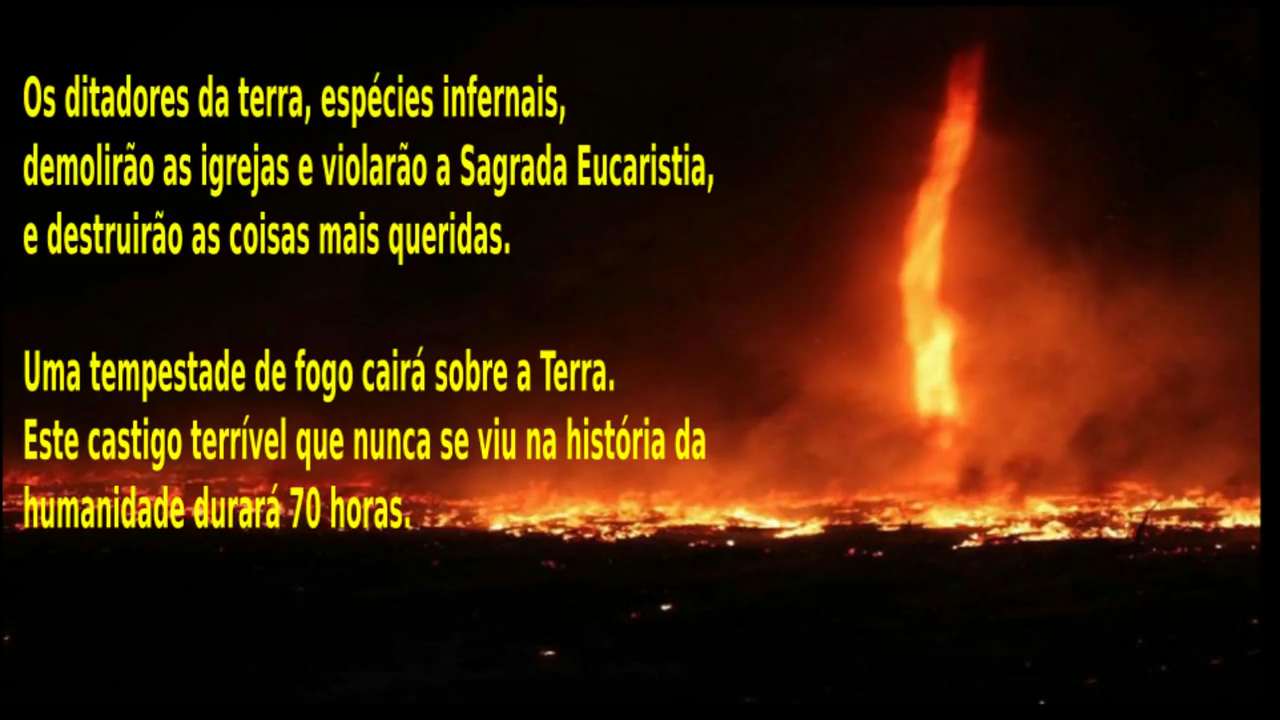 Os ditadores da terra, espécies infernais,
demolirão as igrejas e violarão a Sagrada Eucaristia,
e destruirão as coisas mais queridas.
Uma tempestade de fogo cairá sobre a Terra.
Este castigo terrível que nunca se viu na história da
humanidade durará 70 horas.